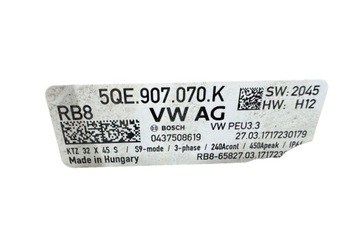 5QE.907.070.K
SW: 2045
RB8 VW AG HW: H12
BOSCH VW PEU3.3
0437508619 27.03.1717230179
KTZ 32 X 45 S / S9-mode / 3-phase / 240Acont / 450Apeak /
Made in Hungary RB8-65827.03.1717230